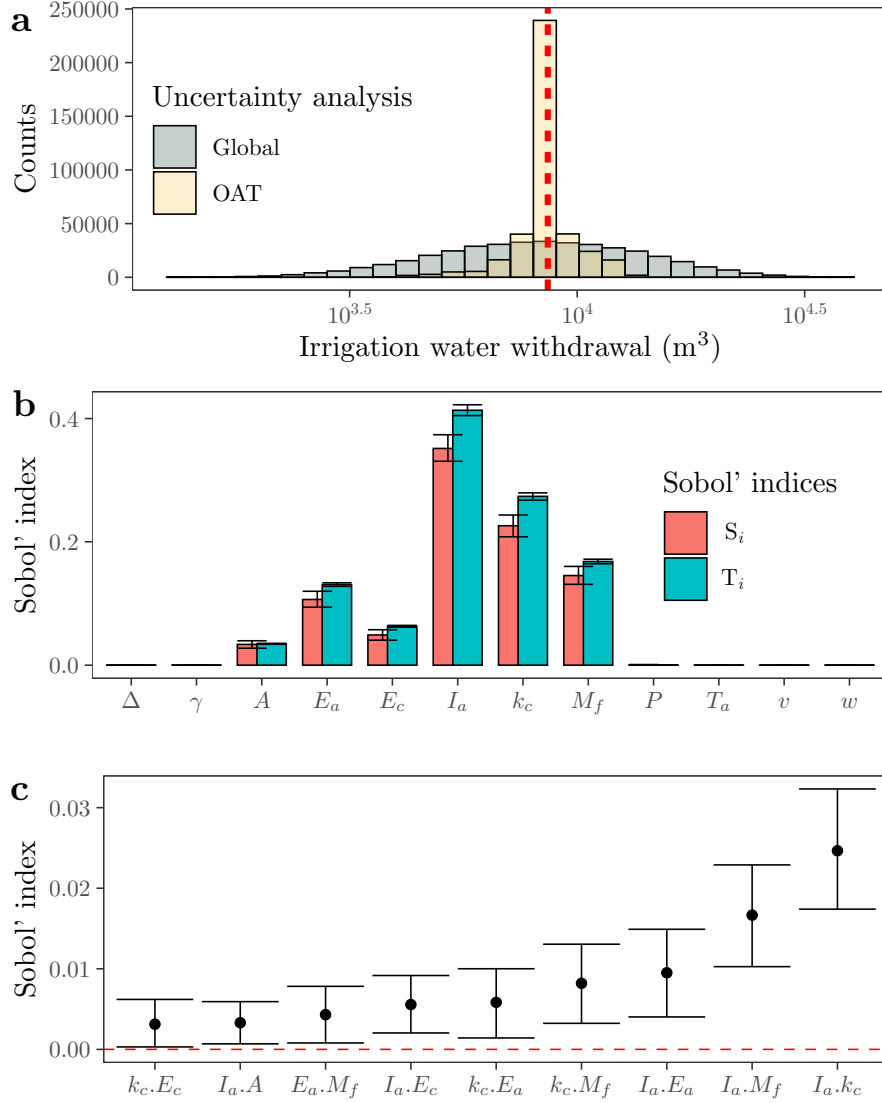 a
250000
200000
150000
100000
50000
0
Counts
Uncertainty analysis
Global
OAT
10^3.5 10^4 10^4.5
Irrigation water withdrawal (m³)
b
0.4
0.2
0.0
Sobol' index
Sobol' indices
S_i
T_i
Δ γ A E_a E_c I_a k_c M_f P T_a v w
c
0.03
0.02
0.01
0.00
Sobol' index
k_c.E_c I_a.A E_a.M_f I_a.E_c k_c.E_a k_c.M_f I_a.E_a I_a.M_f I_a.k_c